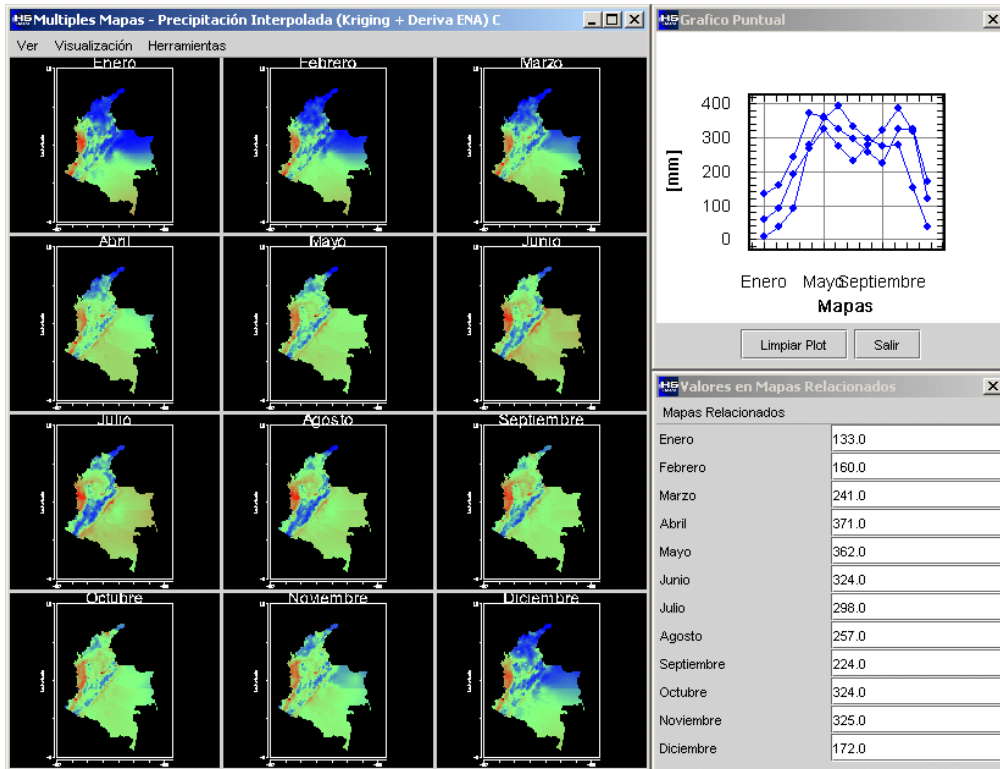 Multiples Mapas - Precipitación Interpolada (Kriging + Deriva ENA) C
Ver Visualización Herramientas
Enero Febrero Marzo
Abril Mayo Junio
Julio Agosto Septiembre
Octubre Noviembre Diciembre
Grafico Puntual
400
300
200
100
0
[mm]
Enero Mayo Septiembre
Mapas
Limpiar Plot Salir
Valores en Mapas Relacionados
Mapas Relacionados
Enero 133.0
Febrero 160.0
Marzo 241.0
Abril 371.0
Mayo 362.0
Junio 324.0
Julio 298.0
Agosto 257.0
Septiembre 224.0
Octubre 324.0
Noviembre 325.0
Diciembre 172.0